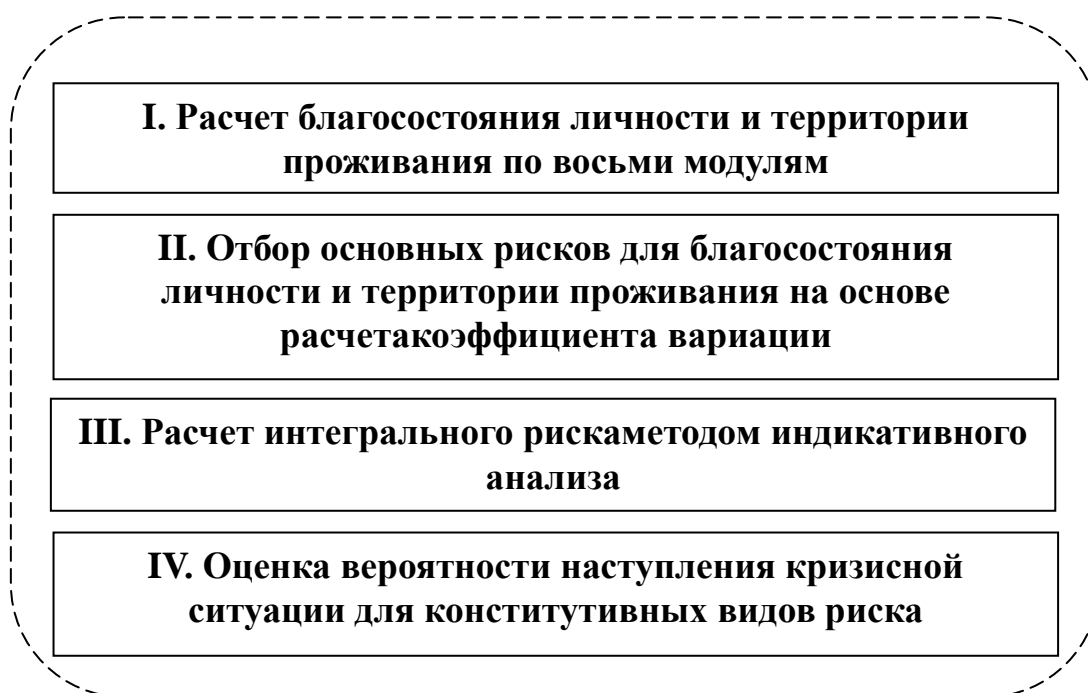 I. Расчет благосостояния личности и территории
проживания по восьми модулям
II. Отбор основных рисков для благосостояния
личности и территории проживания на основе
расчетакоэффициента вариации
III. Расчет интегрального рискаметодом индикативного
анализа
IV. Оценка вероятности наступления кризисной
ситуации для конститутивных видов риска